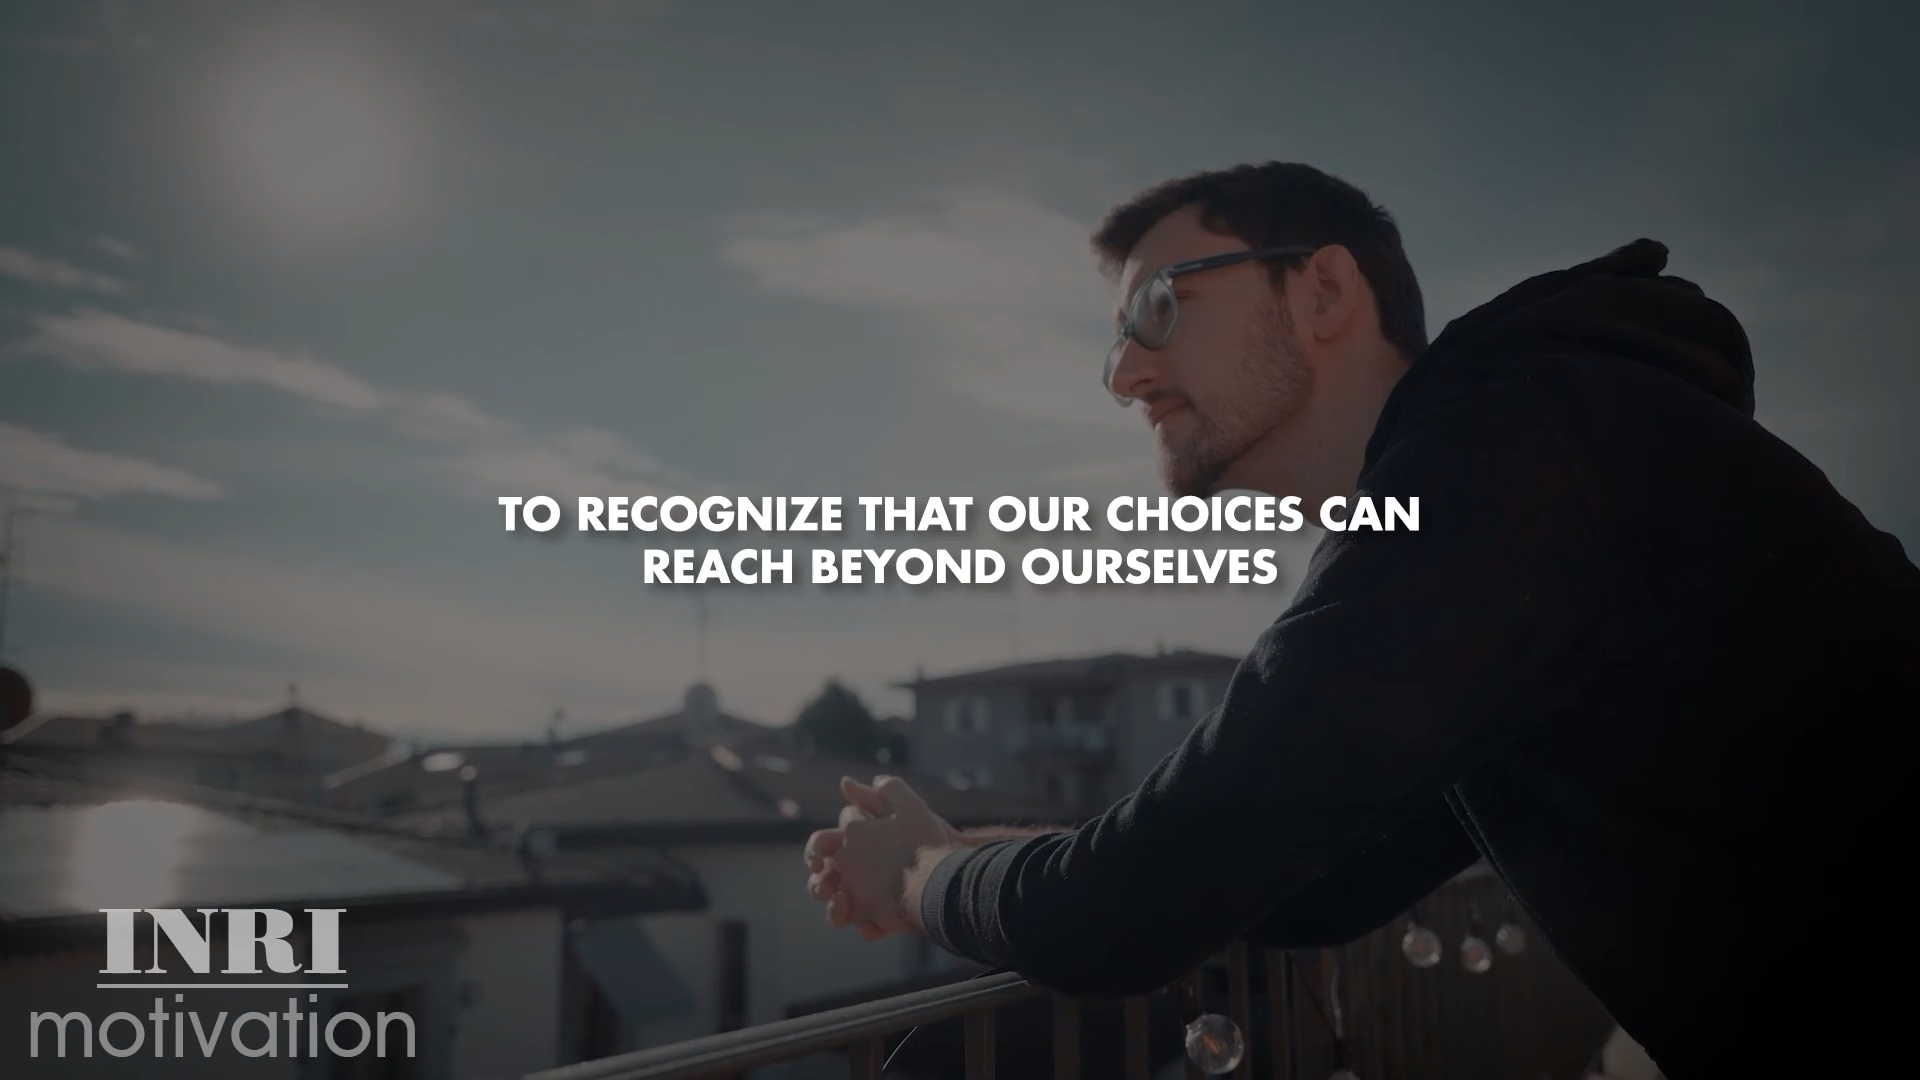 TO RECOGNIZE THAT OUR CHOICES CAN
REACH BEYOND OURSELVES
INRI
motivation